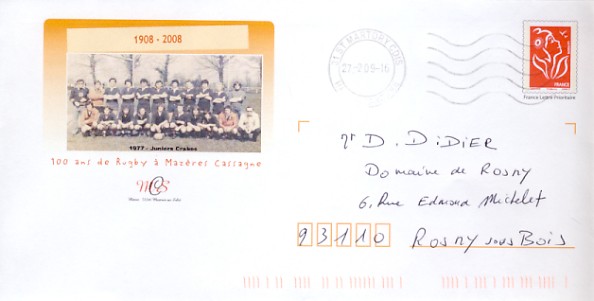 1908 - 2008
1977 - Juniors Crabos
100 ans de Rugby à Mazères Cassagne
MCS
FRANCE
France Lettre Prioritaire
Mr D. DiDiER
Domaine de Rosny
6, Rue Edmond Michelet
93110 ROSNY sous BOIS